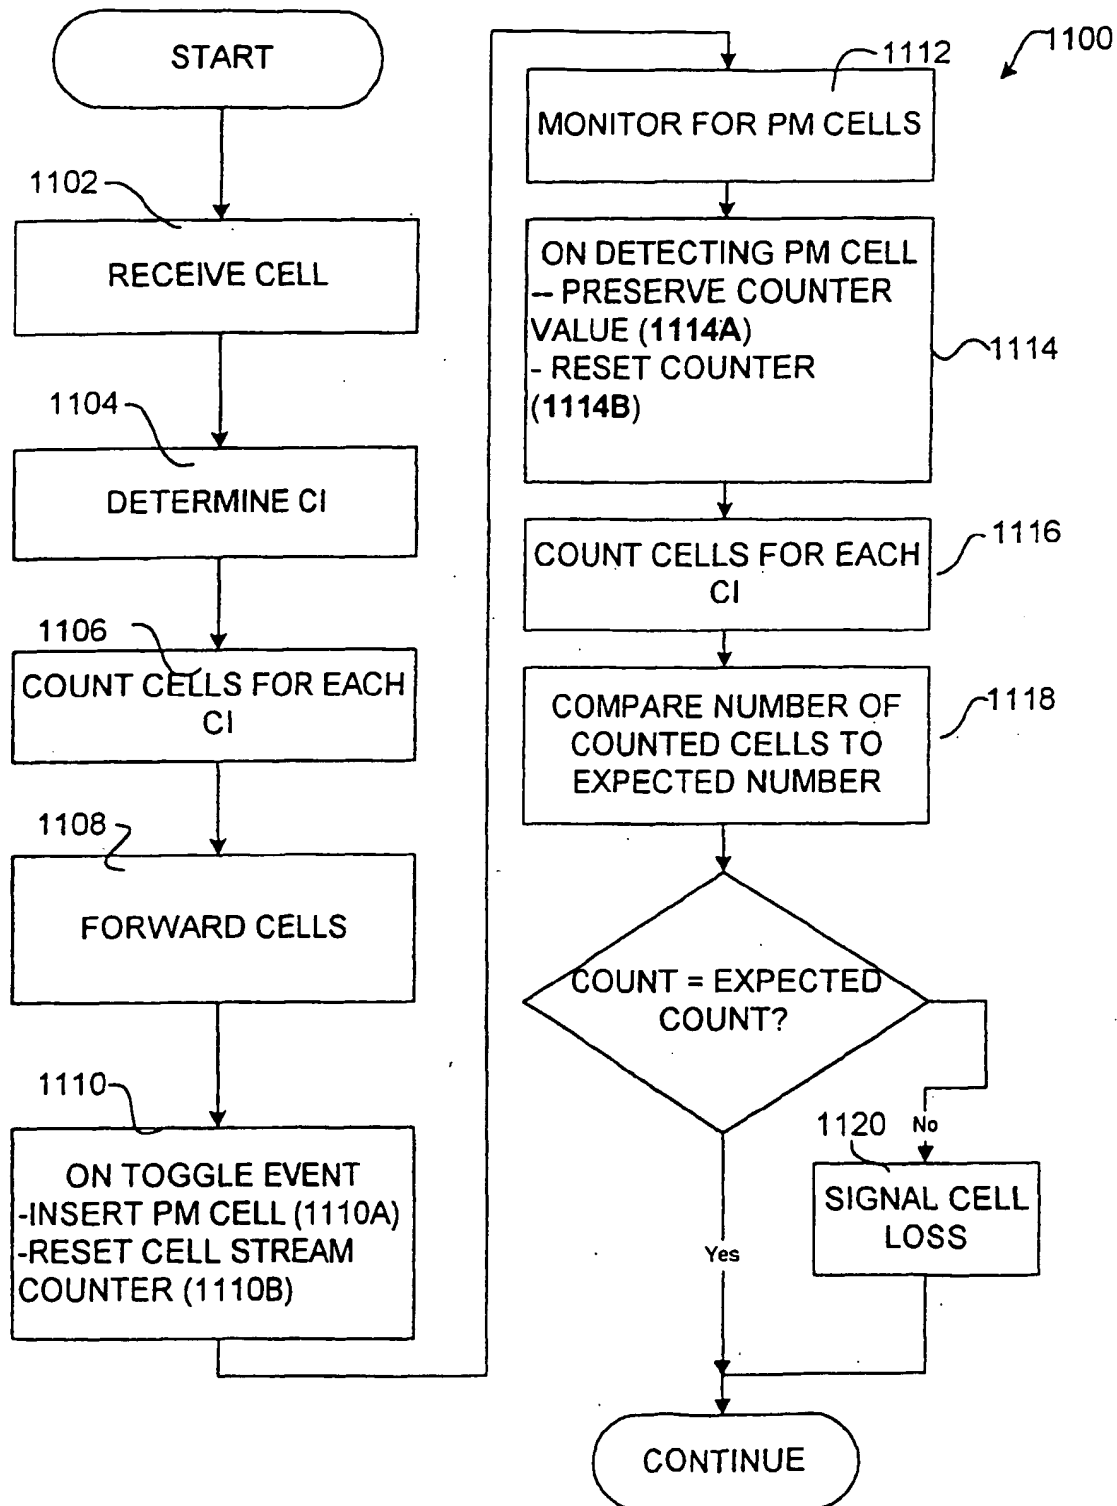 START
1102
RECEIVE CELL
1104
DETERMINE CI
1106
COUNT CELLS FOR EACH
CI
1108
FORWARD CELLS
1110
ON TOGGLE EVENT
-INSERT PM CELL (1110A)
-RESET CELL STREAM
COUNTER (1110B)
1100
1112
MONITOR FOR PM CELLS
ON DETECTING PM CELL
-- PRESERVE COUNTER
VALUE (1114A)
- RESET COUNTER
(1114B)
1114
COUNT CELLS FOR EACH
CI
1116
COMPARE NUMBER OF
COUNTED CELLS TO
EXPECTED NUMBER
1118
COUNT = EXPECTED
COUNT?
No
1120
SIGNAL CELL
LOSS
Yes
CONTINUE